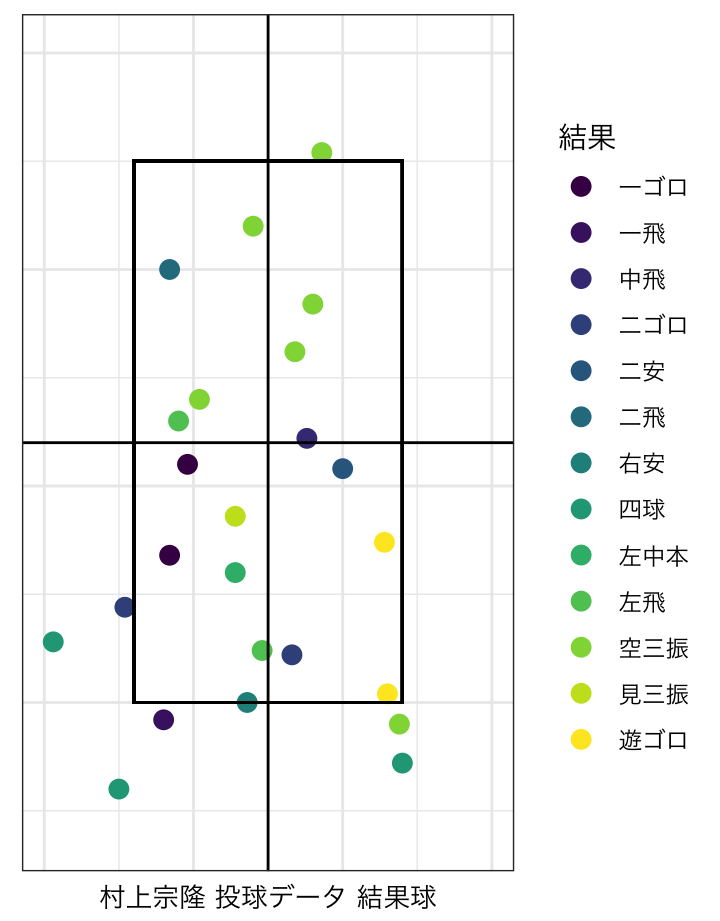 結果
一ゴロ
一飛
中飛
二ゴロ
二安
二飛
右安
四球
左中本
左飛
空三振
見三振
遊ゴロ
村上宗隆 投球データ 結果球